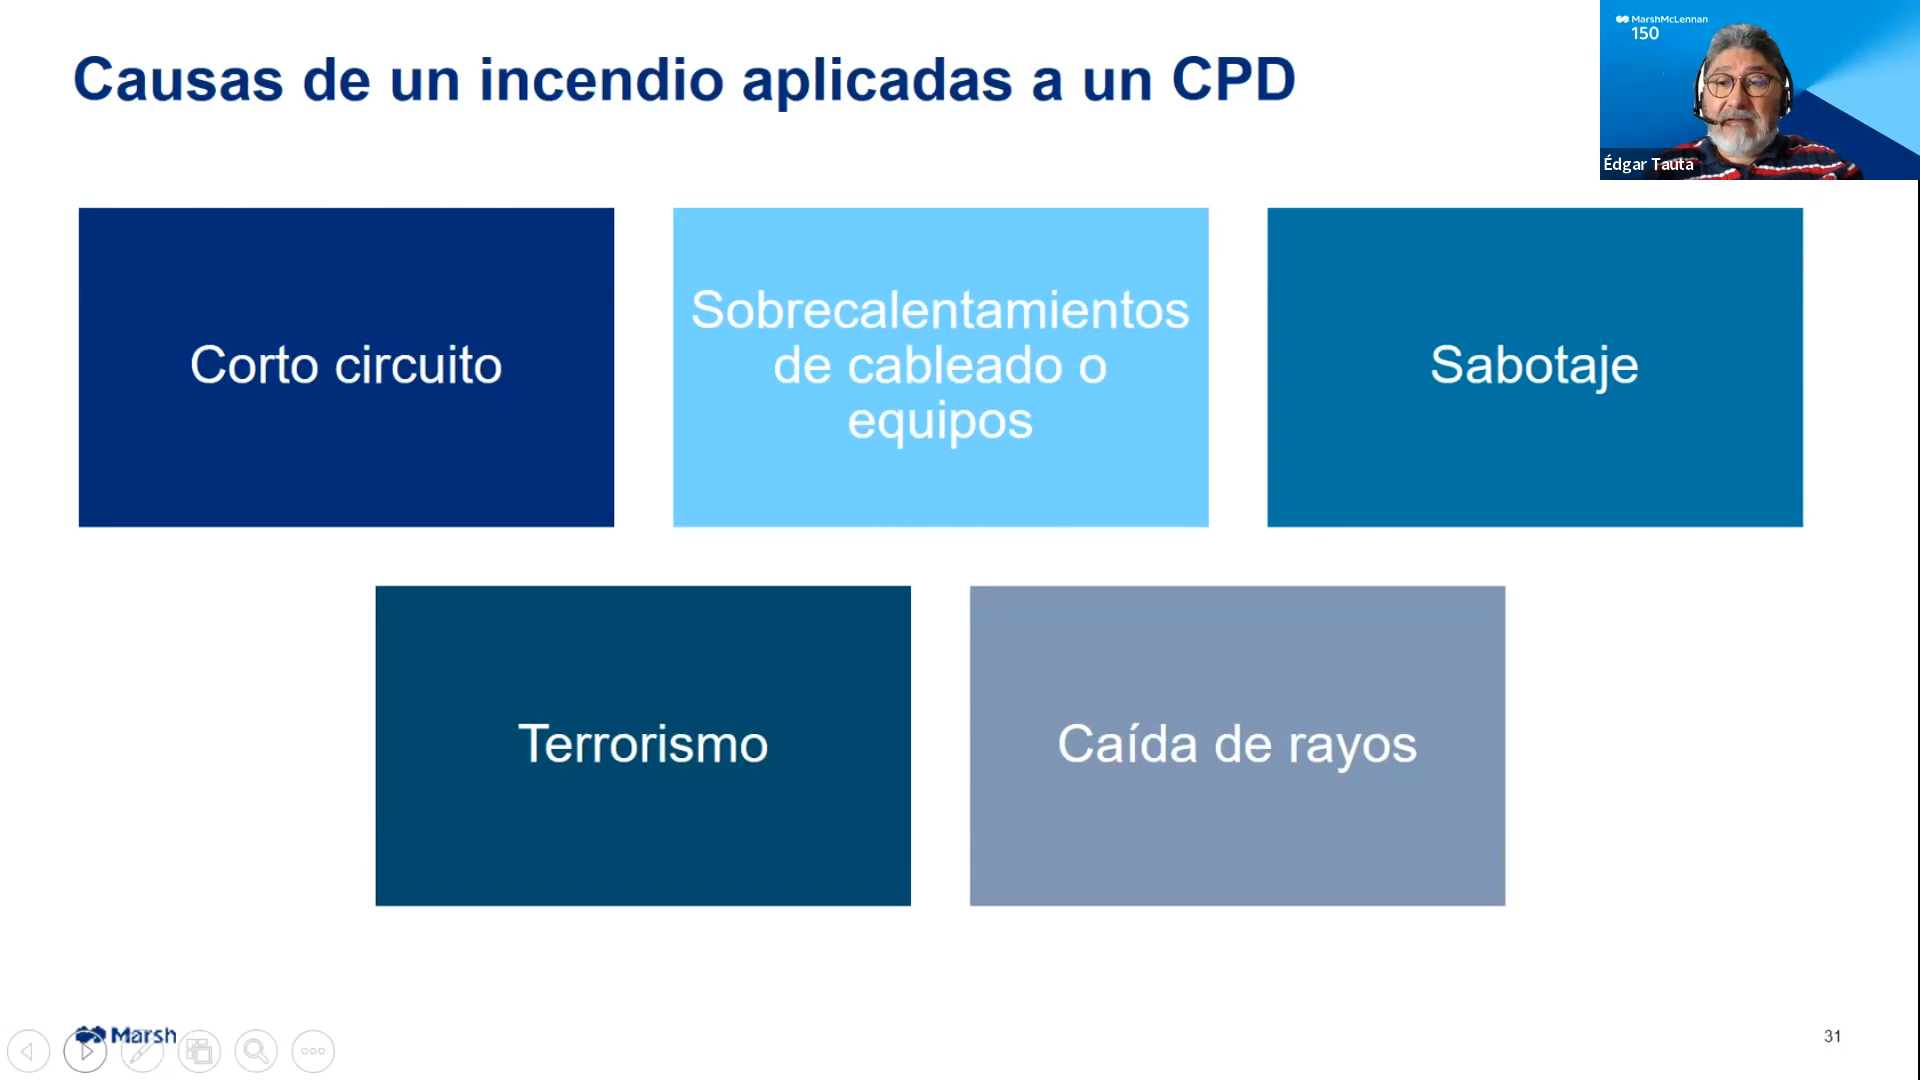 Causas de un incendio aplicadas a un CPD
MarshMcLennan
150
Édgar Tauta
Corto circuito
Sobrecalentamientos
de cableado o
equipos
Sabotaje
Terrorismo
Caída de rayos
Marsh
31